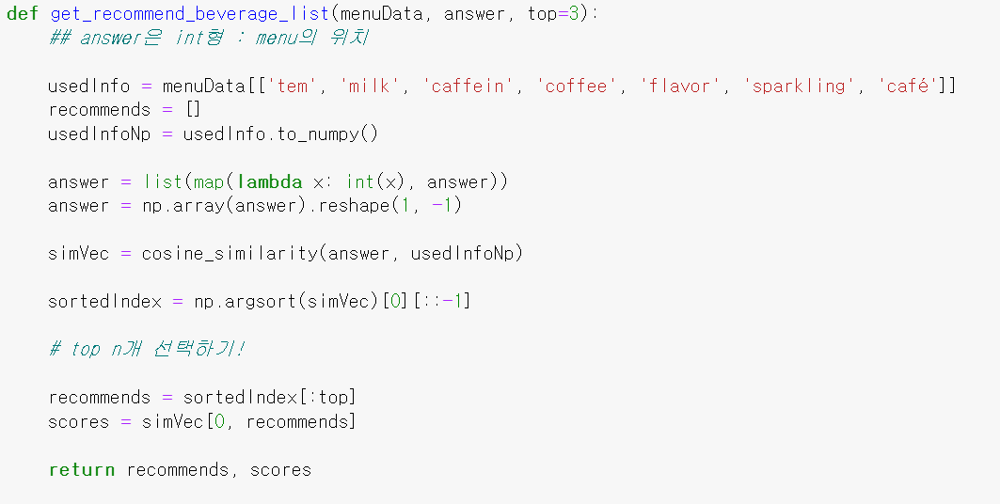 def get_recommend_beverage_list(menuData, answer, top=3):
## answer은 int형 : menu의 위치
usedInfo = menuData[['tem', 'milk', 'caffein', 'coffee', 'flavor', 'sparkling', 'café']]
recommends = []
usedInfoNp = usedInfo.to_numpy()
answer = list(map(lambda x: int(x), answer))
answer = np.array(answer).reshape(1, -1)
simVec = cosine_similarity(answer, usedInfoNp)
sortedIndex = np.argsort(simVec)[0][::-1]
# top n개 선택하기!
recommends = sortedIndex[:top]
scores = simVec[0, recommends]
return recommends, scores